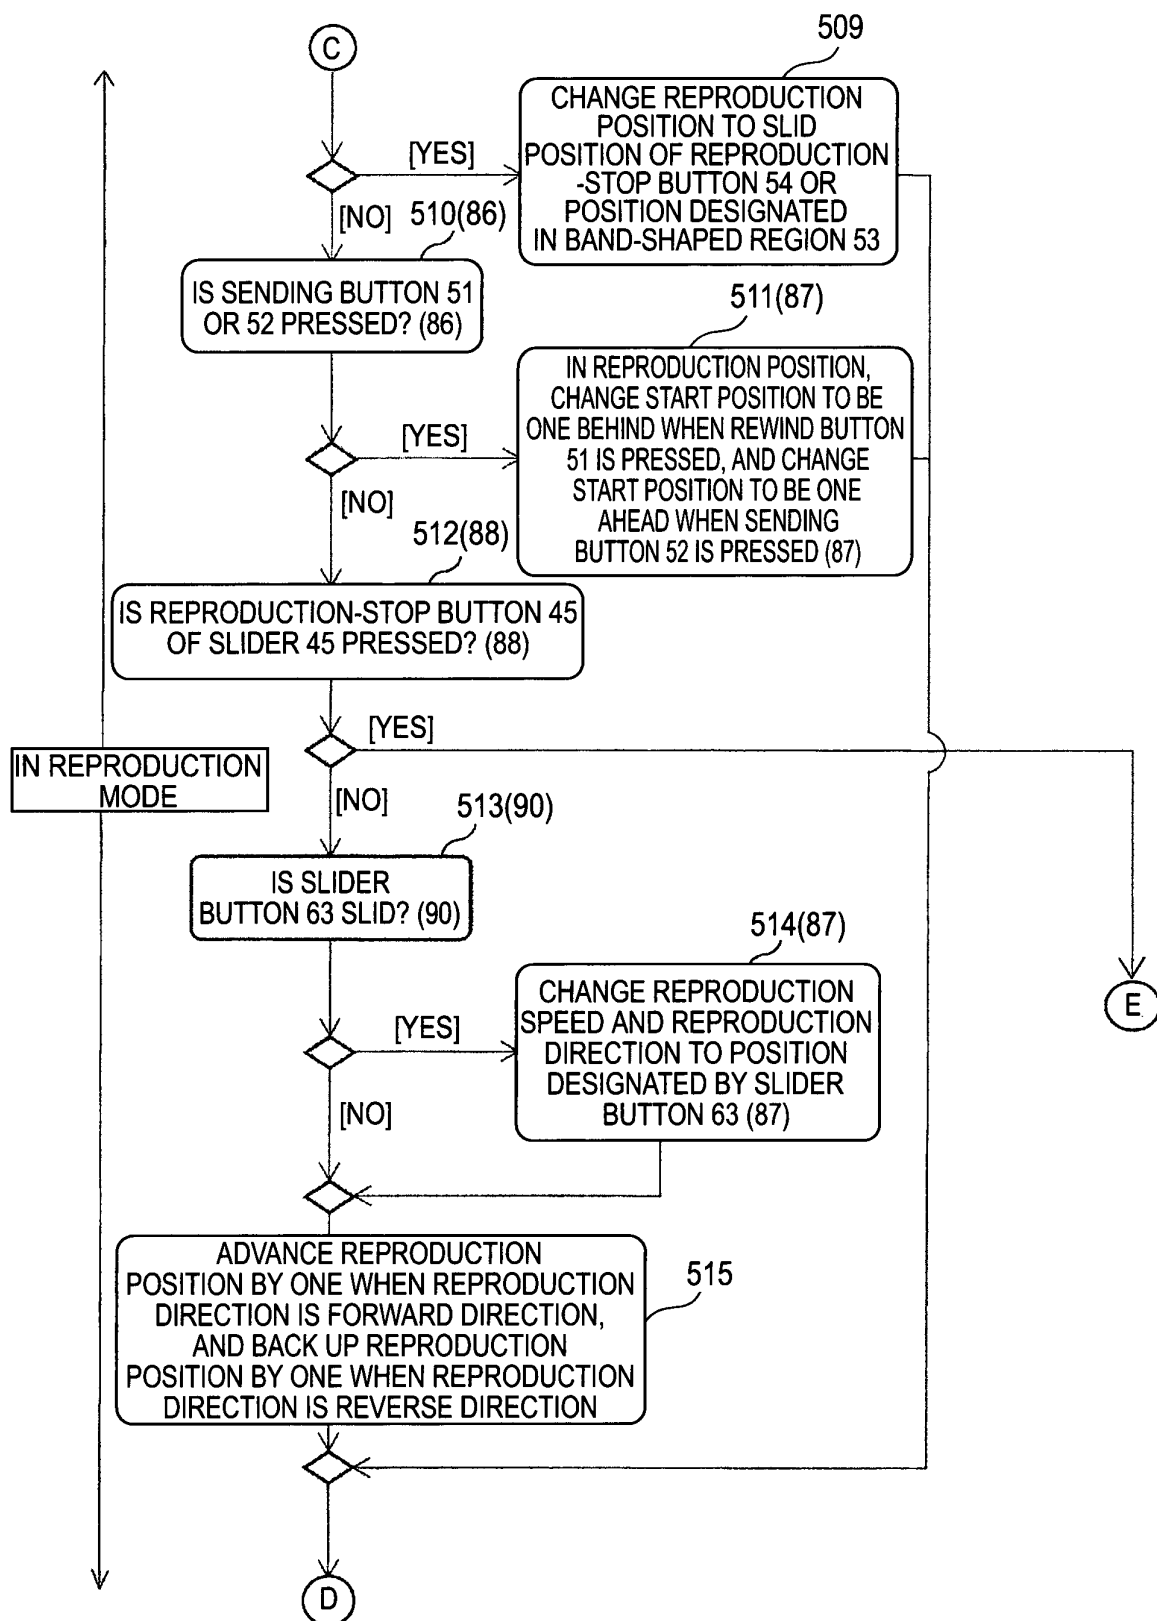 C
509
CHANGE REPRODUCTION
POSITION TO SLID
POSITION OF REPRODUCTION
-STOP BUTTON 54 OR
POSITION DESIGNATED
IN BAND-SHAPED REGION 53
[YES]
[NO]
510(86)
IS SENDING BUTTON 51
OR 52 PRESSED? (86)
511(87)
IN REPRODUCTION POSITION,
CHANGE START POSITION TO BE
ONE BEHIND WHEN REWIND BUTTON
51 IS PRESSED, AND CHANGE
START POSITION TO BE ONE
AHEAD WHEN SENDING
BUTTON 52 IS PRESSED (87)
[YES]
[NO]
512(88)
IS REPRODUCTION-STOP BUTTON 45
OF SLIDER 45 PRESSED? (88)
[YES]
IN REPRODUCTION
MODE
[NO]
513(90)
IS SLIDER
BUTTON 63 SLID? (90)
514(87)
CHANGE REPRODUCTION
SPEED AND REPRODUCTION
DIRECTION TO POSITION
DESIGNATED BY SLIDER
BUTTON 63 (87)
E
[YES]
[NO]
ADVANCE REPRODUCTION
POSITION BY ONE WHEN REPRODUCTION
DIRECTION IS FORWARD DIRECTION,
AND BACK UP REPRODUCTION
POSITION BY ONE WHEN REPRODUCTION
DIRECTION IS REVERSE DIRECTION
515
D